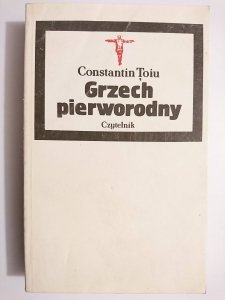 Constantin Țoiu
Grzech
pierworodny
Czytelnik